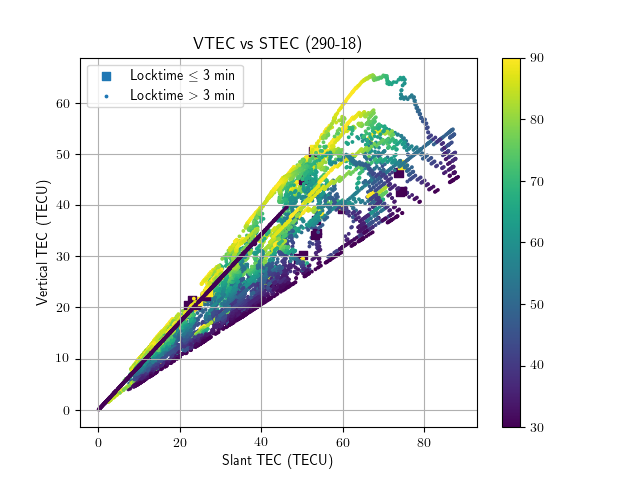 VTEC vs STEC (290-18)
Locktime ≤ 3 min
Locktime > 3 min
Vertical TEC (TECU)
60
50
40
30
20
10
0
0 20 40 60 80
Slant TEC (TECU)
90
80
70
60
50
40
30